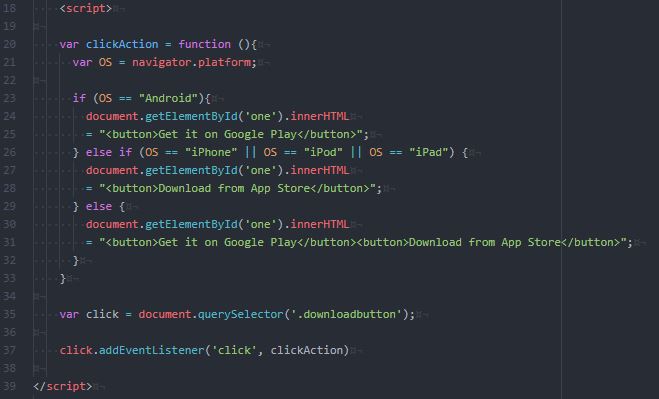 18 <script>
19
20 var clickAction = function (){
21 var OS = navigator.platform;
22
23 if (OS == "Android"){
24 document.getElementById('one').innerHTML
25 = "<button>Get it on Google Play</button>";
26 } else if (OS == "iPhone" || OS == "iPod" || OS == "iPad") {
27 document.getElementById('one').innerHTML
28 = "<button>Download from App Store</button>";
29 } else {
30 document.getElementById('one').innerHTML
31 = "<button>Get it on Google Play</button><button>Download from App Store</button>";
32 }
33 }
34
35 var click = document.querySelector('.downloadbutton');
36
37 click.addEventListener('click', clickAction)
38
39 </script>